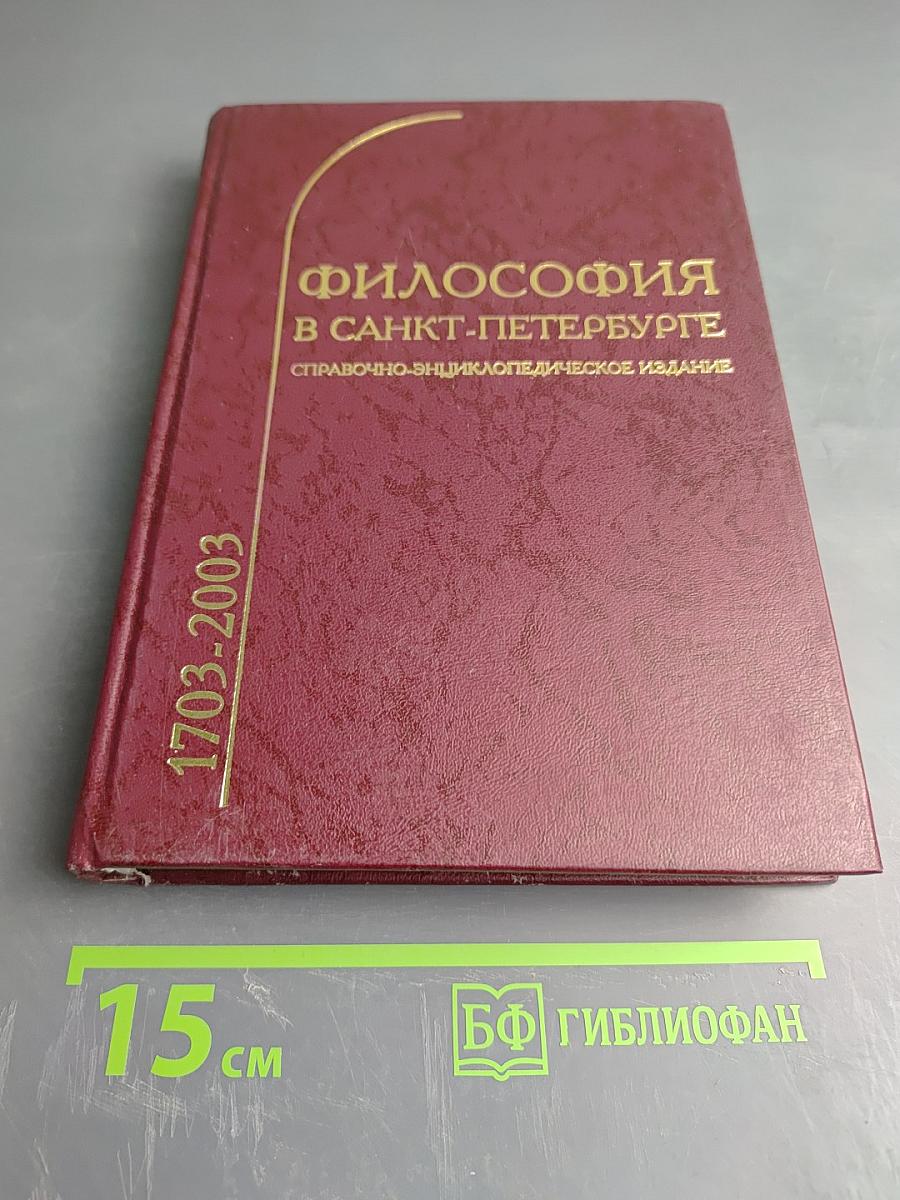 ФИЛОСОФИЯ
В САНКТ-ПЕТЕРБУРГЕ
СПРАВОЧНО-ЭНЦИКЛОПЕДИЧЕСКОЕ ИЗДАНИЕ
1703-2003
15 см
БФ ГИБЛИОФАН